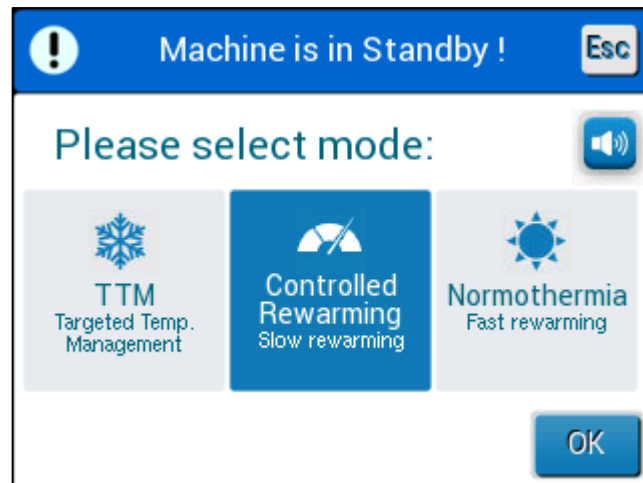 Machine is in Standby !
Esc
Please select mode:
TTM
Targeted Temp.
Management
Controlled
Rewarming
Slow rewarming
Normothermia
Fast rewarming
OK